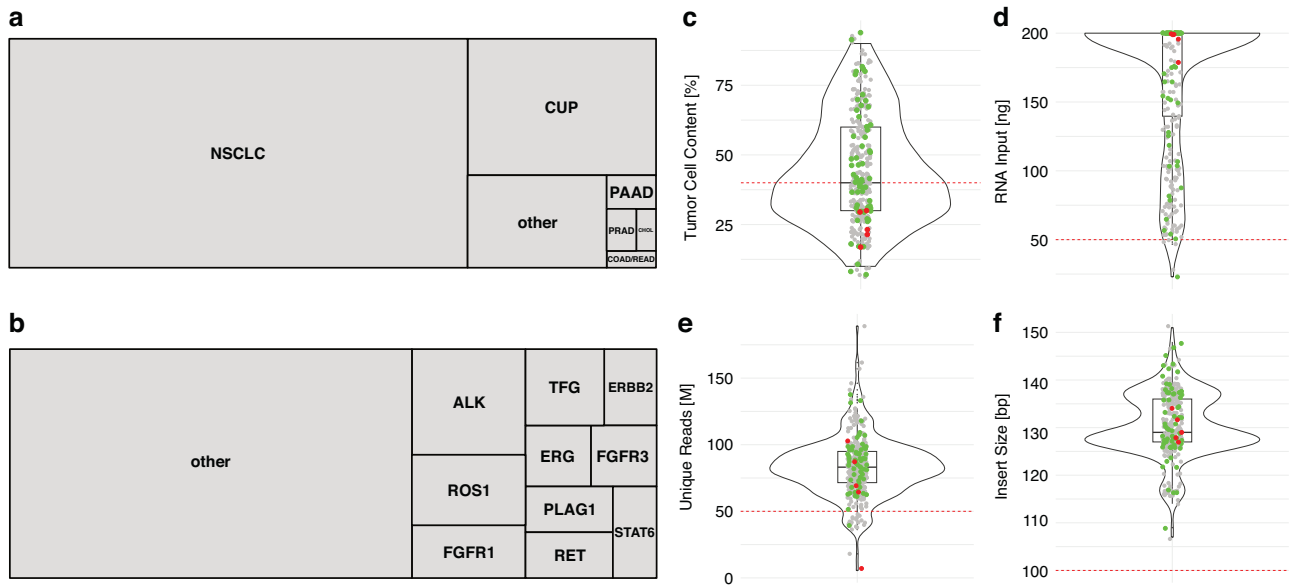 a
NSCLC
CUP
other
PAAD
PRAD
CHOL
COAD/READ
b
other
ALK
ROS1
FGFR1
TFG
ERBB2
ERG
FGFR3
PLAG1
RET
STAT6
c
Tumor Cell Content [%]
75
50
25
d
RNA Input [ng]
200
150
100
50
e
Unique Reads [M]
150
100
50
0
f
Insert Size [bp]
150
140
130
120
110
100